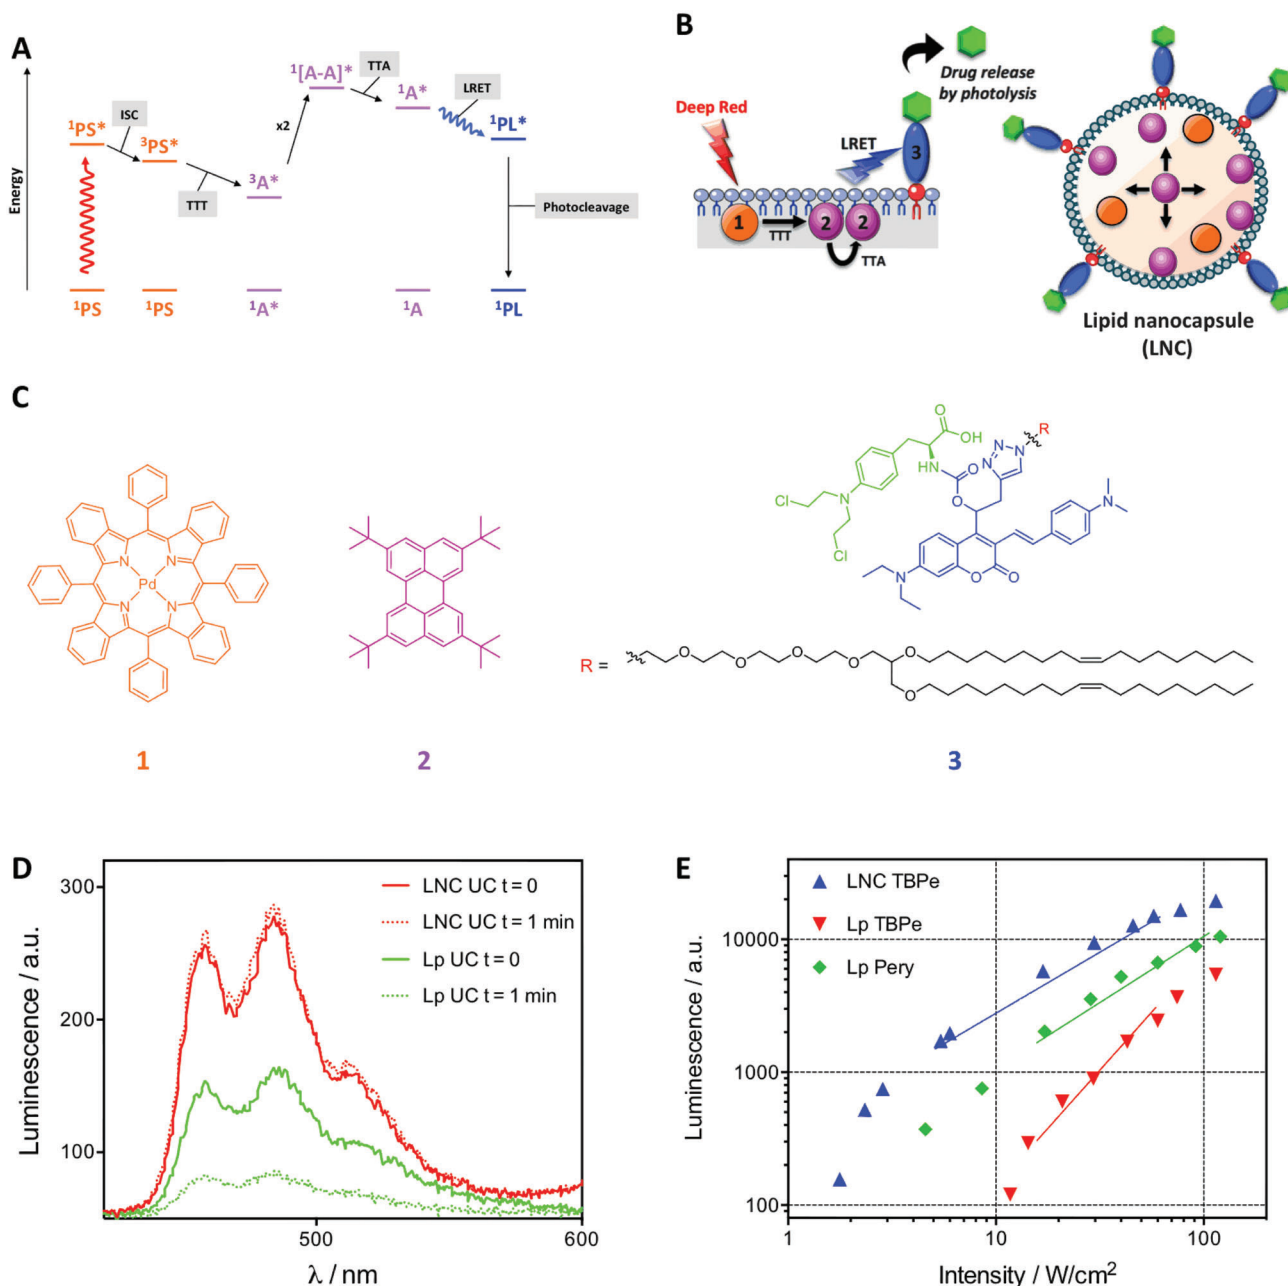 A
Energy
¹PS*
ISC
³PS*
TTT
³A*
x2
¹[A-A]*
TTA
¹A*
LRET
¹PL*
Photocleavage
¹PS
¹PS
¹A*
¹A
¹PL
B
Deep Red
Drug release
by photolysis
LRET
3
1
TTT
2
2
TTA
Lipid nanocapsule
(LNC)
C
Pd
N
N
N
N
1
2
O
OH
HN
O
O
N
Cl
Cl
N
N
N
R
N
N
O
O
3
R =
O
O
O
O
O
O
D
Luminescence / a.u.
300
200
100
LNC UC t = 0
LNC UC t = 1 min
Lp UC t = 0
Lp UC t = 1 min
500
600
λ / nm
E
Luminescence / a.u.
10000
1000
100
LNC TBPe
Lp TBPe
Lp Pery
1
10
100
Intensity / W/cm²